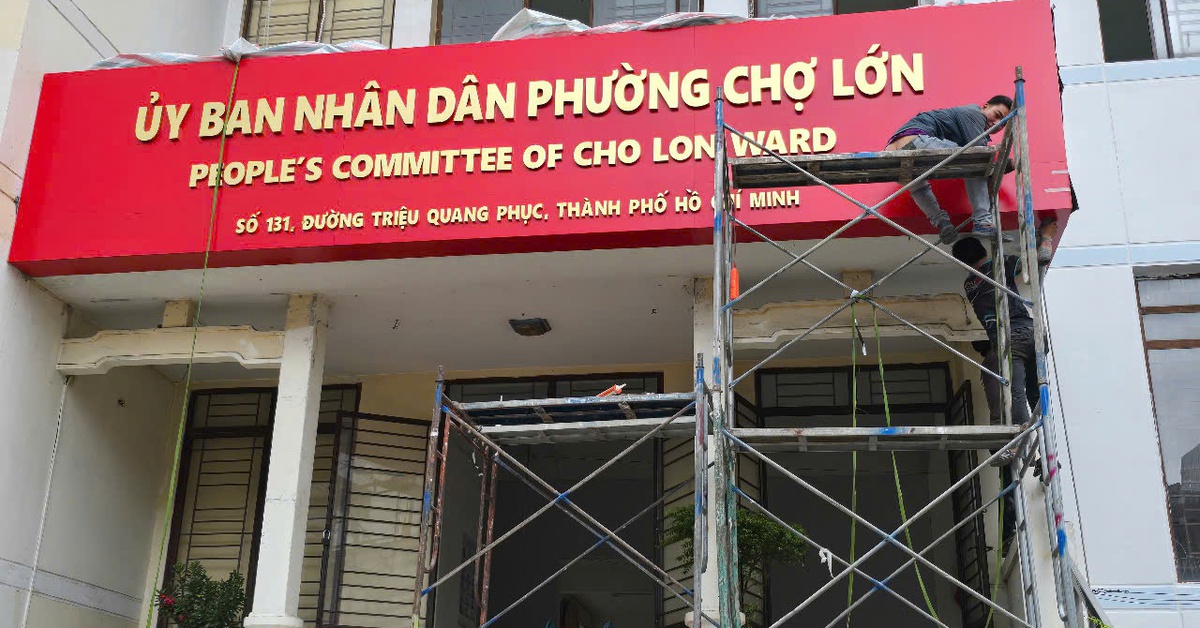 ỦY BAN NHÂN DÂN PHƯỜNG CHỢ LỚN
PEOPLE'S COMMITTEE OF CHO LON WARD
SỐ 131, ĐƯỜNG TRIỆU QUANG PHỤC, THÀNH PHỐ HỒ CHÍ MINH